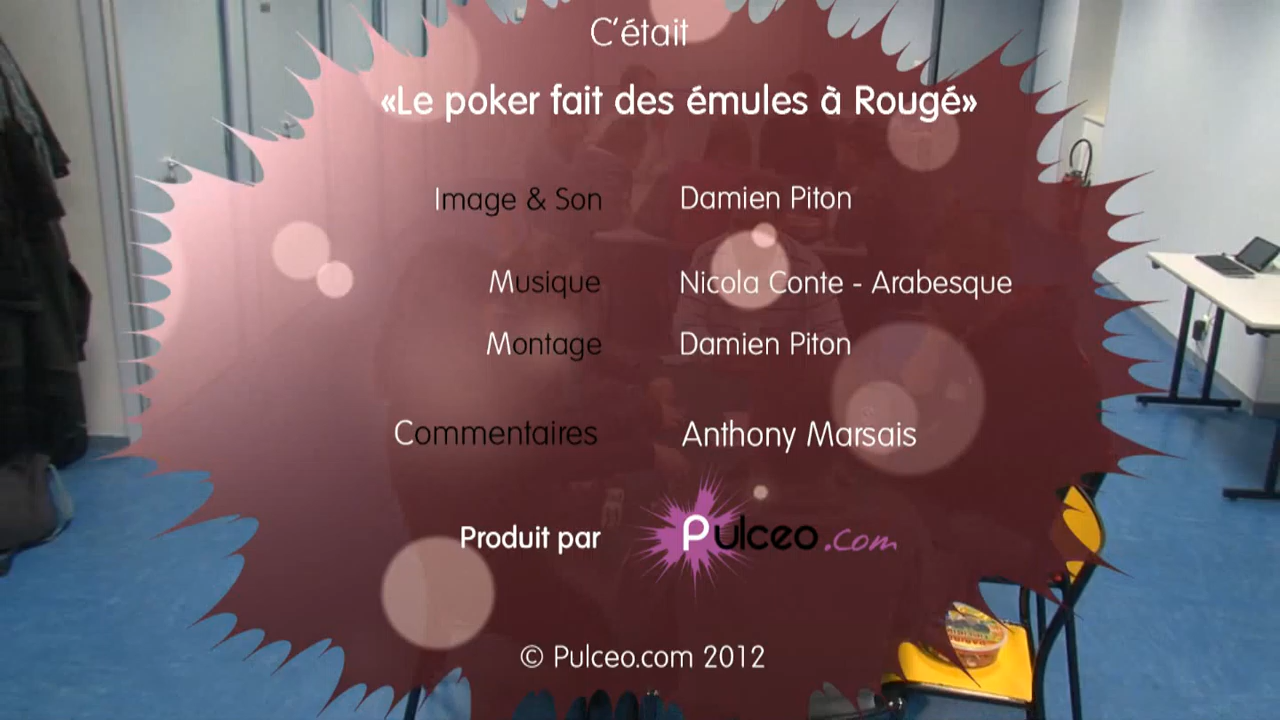 C'était
«Le poker fait des émules à Rougé»
Image & Son Damien Piton
Musique Nicola Conte - Arabesque
Montage Damien Piton
Commentaires Anthony Marsais
Produit par Pulceo.com
© Pulceo.com 2012